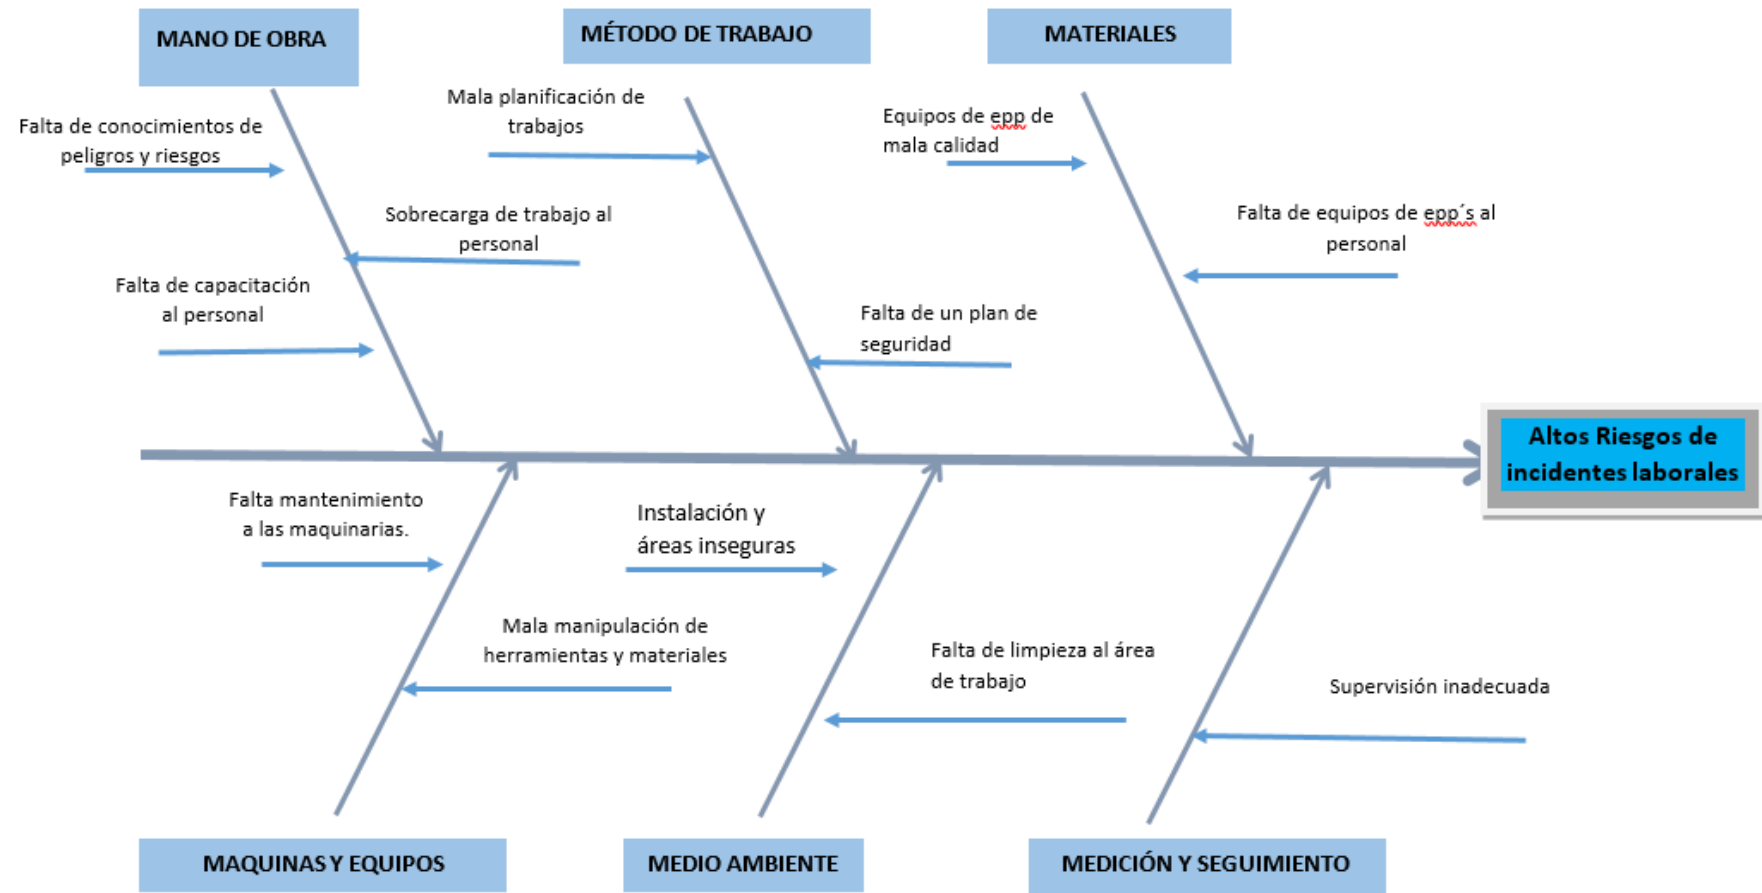 MANO DE OBRA
MÉTODO DE TRABAJO
MATERIALES
Falta de conocimientos de
peligros y riesgos
Sobrecarga de trabajo al
personal
Falta de capacitación
al personal
Mala planificación de
trabajos
Falta de un plan de
seguridad
Equipos de epp de
mala calidad
Falta de equipos de epp´s al
personal
Altos Riesgos de
incidentes laborales
Falta mantenimiento
a las maquinarias.
Mala manipulación de
herramientas y materiales
Instalación y
áreas inseguras
Falta de limpieza al área
de trabajo
Supervisión inadecuada
MAQUINAS Y EQUIPOS
MEDIO AMBIENTE
MEDICIÓN Y SEGUIMIENTO